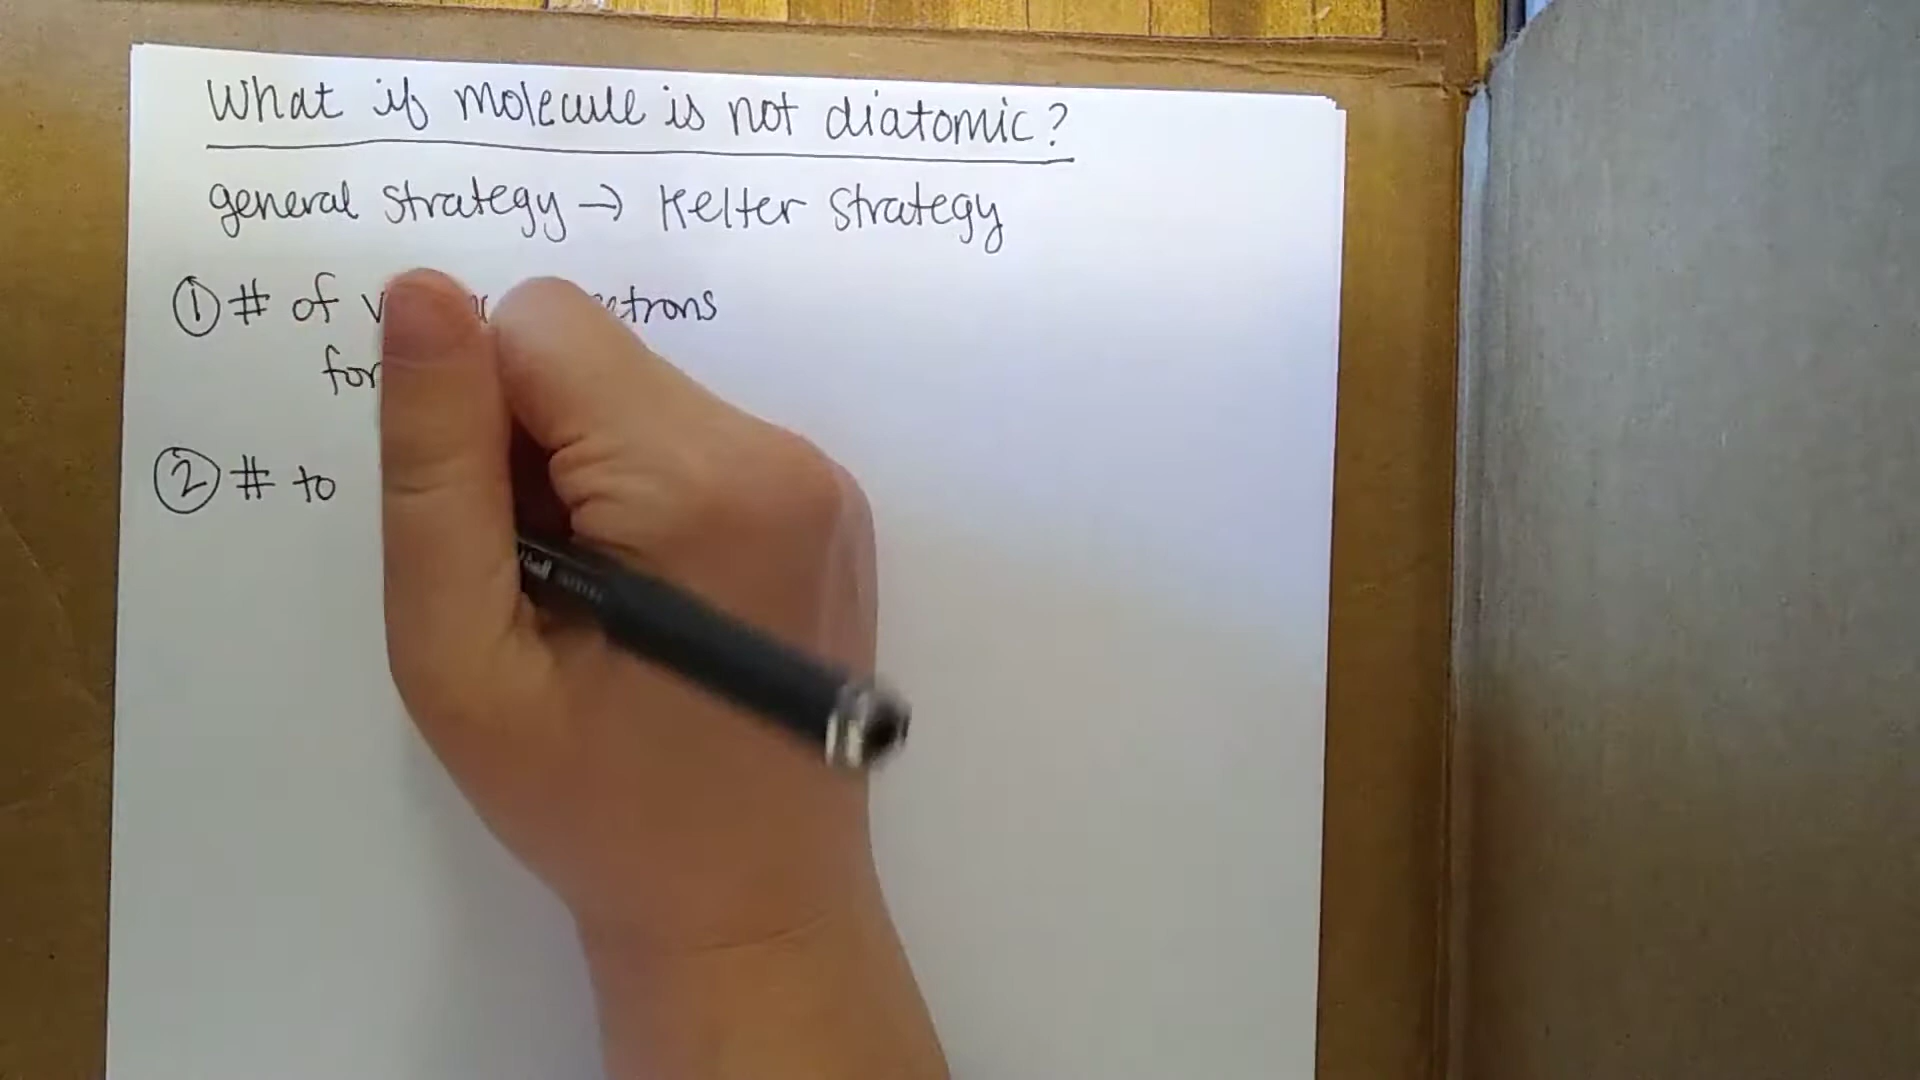 What if molecule is not diatomic?
general strategy → Kelter strategy
① # of
for
② # to